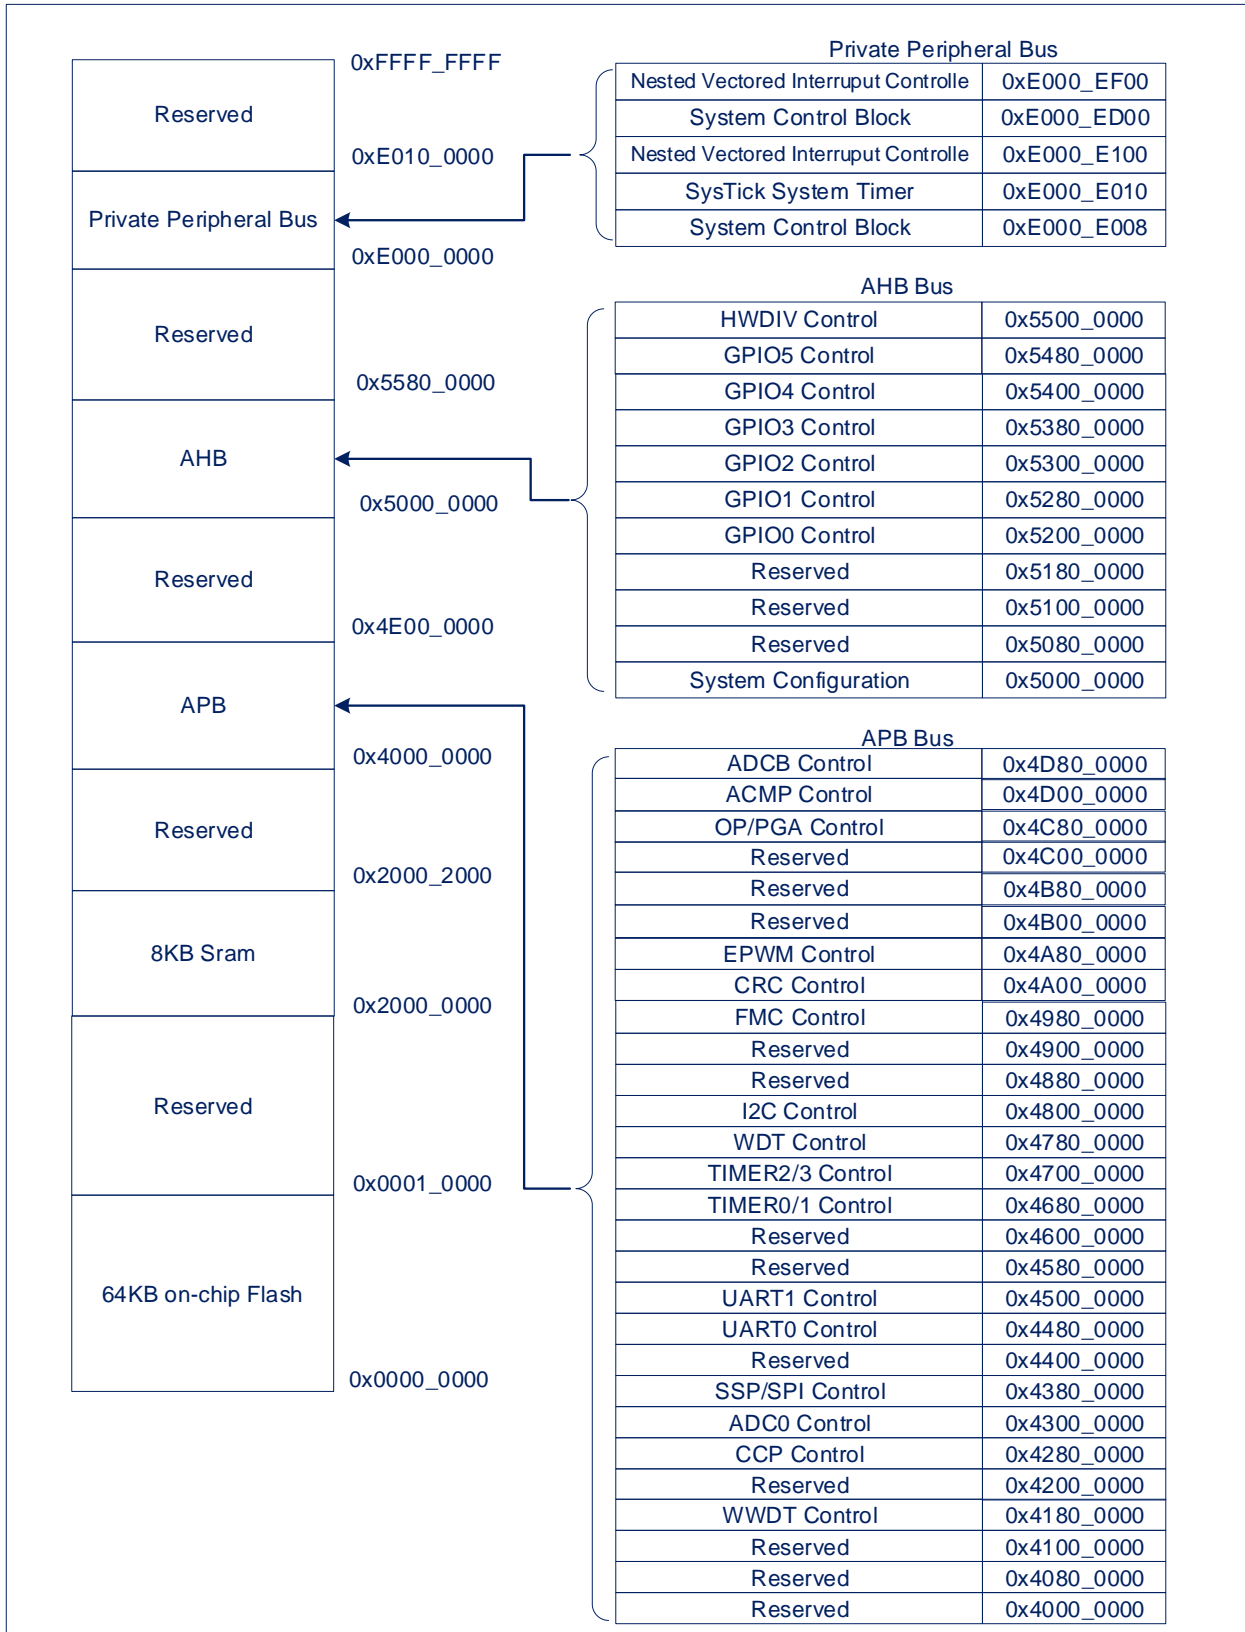 0xFFFF_FFFF
Reserved
0xE010_0000
Private Peripheral Bus
0xE000_0000
Reserved
0x5580_0000
AHB
0x5000_0000
Reserved
0x4E00_0000
APB
0x4000_0000
Reserved
0x2000_2000
8KB Sram
0x2000_0000
Reserved
0x0001_0000
64KB on-chip Flash
0x0000_0000
Private Peripheral Bus
Nested Vectored Interruput Controlle 0xE000_EF00
System Control Block 0xE000_ED00
Nested Vectored Interruput Controlle 0xE000_E100
SysTick System Timer 0xE000_E010
System Control Block 0xE000_E008
AHB Bus
HWDIV Control 0x5500_0000
GPIO5 Control 0x5480_0000
GPIO4 Control 0x5400_0000
GPIO3 Control 0x5380_0000
GPIO2 Control 0x5300_0000
GPIO1 Control 0x5280_0000
GPIO0 Control 0x5200_0000
Reserved 0x5180_0000
Reserved 0x5100_0000
Reserved 0x5080_0000
System Configuration 0x5000_0000
APB Bus
ADCB Control 0x4D80_0000
ACMP Control 0x4D00_0000
OP/PGA Control 0x4C80_0000
Reserved 0x4C00_0000
Reserved 0x4B80_0000
Reserved 0x4B00_0000
EPWM Control 0x4A80_0000
CRC Control 0x4A00_0000
FMC Control 0x4980_0000
Reserved 0x4900_0000
Reserved 0x4880_0000
I2C Control 0x4800_0000
WDT Control 0x4780_0000
TIMER2/3 Control 0x4700_0000
TIMER0/1 Control 0x4680_0000
Reserved 0x4600_0000
Reserved 0x4580_0000
UART1 Control 0x4500_0000
UART0 Control 0x4480_0000
Reserved 0x4400_0000
SSP/SPI Control 0x4380_0000
ADC0 Control 0x4300_0000
CCP Control 0x4280_0000
Reserved 0x4200_0000
WWDT Control 0x4180_0000
Reserved 0x4100_0000
Reserved 0x4080_0000
Reserved 0x4000_0000